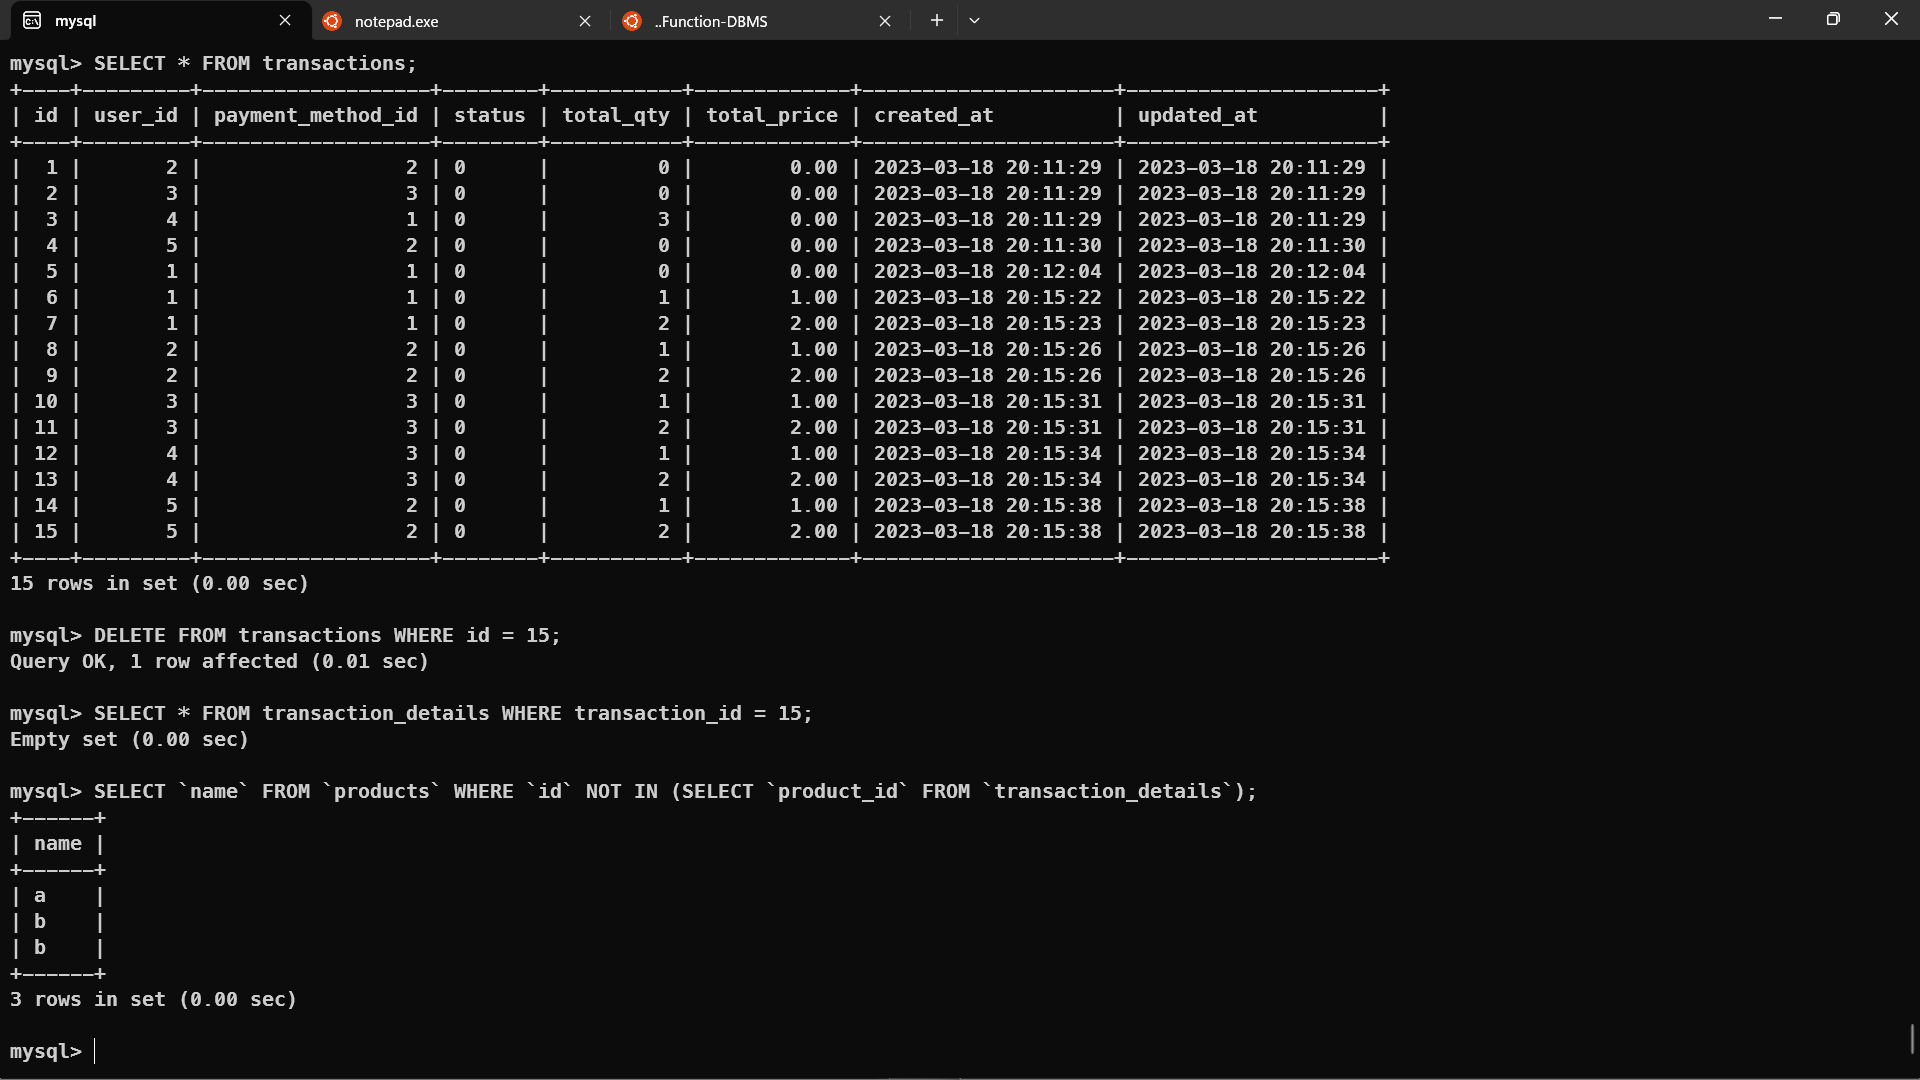 mysql
notepad.exe
..Function-DBMS
mysql> SELECT * FROM transactions;
+----+---------+-------------------+--------+-----------+-------------+---------------------+---------------------+
| id | user_id | payment_method_id | status | total_qty | total_price | created_at          | updated_at          |
+----+---------+-------------------+--------+-----------+-------------+---------------------+---------------------+
|  1 |       2 |                 2 | 0      |         0 |        0.00 | 2023-03-18 20:11:29 | 2023-03-18 20:11:29 |
|  2 |       3 |                 3 | 0      |         0 |        0.00 | 2023-03-18 20:11:29 | 2023-03-18 20:11:29 |
|  3 |       4 |                 1 | 0      |         3 |        0.00 | 2023-03-18 20:11:29 | 2023-03-18 20:11:29 |
|  4 |       5 |                 2 | 0      |         0 |        0.00 | 2023-03-18 20:11:30 | 2023-03-18 20:11:30 |
|  5 |       1 |                 1 | 0      |         0 |        0.00 | 2023-03-18 20:12:04 | 2023-03-18 20:12:04 |
|  6 |       1 |                 1 | 0      |         1 |        1.00 | 2023-03-18 20:15:22 | 2023-03-18 20:15:22 |
|  7 |       1 |                 1 | 0      |         2 |        2.00 | 2023-03-18 20:15:23 | 2023-03-18 20:15:23 |
|  8 |       2 |                 2 | 0      |         1 |        1.00 | 2023-03-18 20:15:26 | 2023-03-18 20:15:26 |
|  9 |       2 |                 2 | 0      |         2 |        2.00 | 2023-03-18 20:15:26 | 2023-03-18 20:15:26 |
| 10 |       3 |                 3 | 0      |         1 |        1.00 | 2023-03-18 20:15:31 | 2023-03-18 20:15:31 |
| 11 |       3 |                 3 | 0      |         2 |        2.00 | 2023-03-18 20:15:31 | 2023-03-18 20:15:31 |
| 12 |       4 |                 3 | 0      |         1 |        1.00 | 2023-03-18 20:15:34 | 2023-03-18 20:15:34 |
| 13 |       4 |                 3 | 0      |         2 |        2.00 | 2023-03-18 20:15:34 | 2023-03-18 20:15:34 |
| 14 |       5 |                 2 | 0      |         1 |        1.00 | 2023-03-18 20:15:38 | 2023-03-18 20:15:38 |
| 15 |       5 |                 2 | 0      |         2 |        2.00 | 2023-03-18 20:15:38 | 2023-03-18 20:15:38 |
+----+---------+-------------------+--------+-----------+-------------+---------------------+---------------------+
15 rows in set (0.00 sec)
mysql> DELETE FROM transactions WHERE id = 15;
Query OK, 1 row affected (0.01 sec)
mysql> SELECT * FROM transaction_details WHERE transaction_id = 15;
Empty set (0.00 sec)
mysql> SELECT `name` FROM `products` WHERE `id` NOT IN (SELECT `product_id` FROM `transaction_details`);
+------+
| name |
+------+
| a    |
| b    |
| b    |
+------+
3 rows in set (0.00 sec)
mysql>